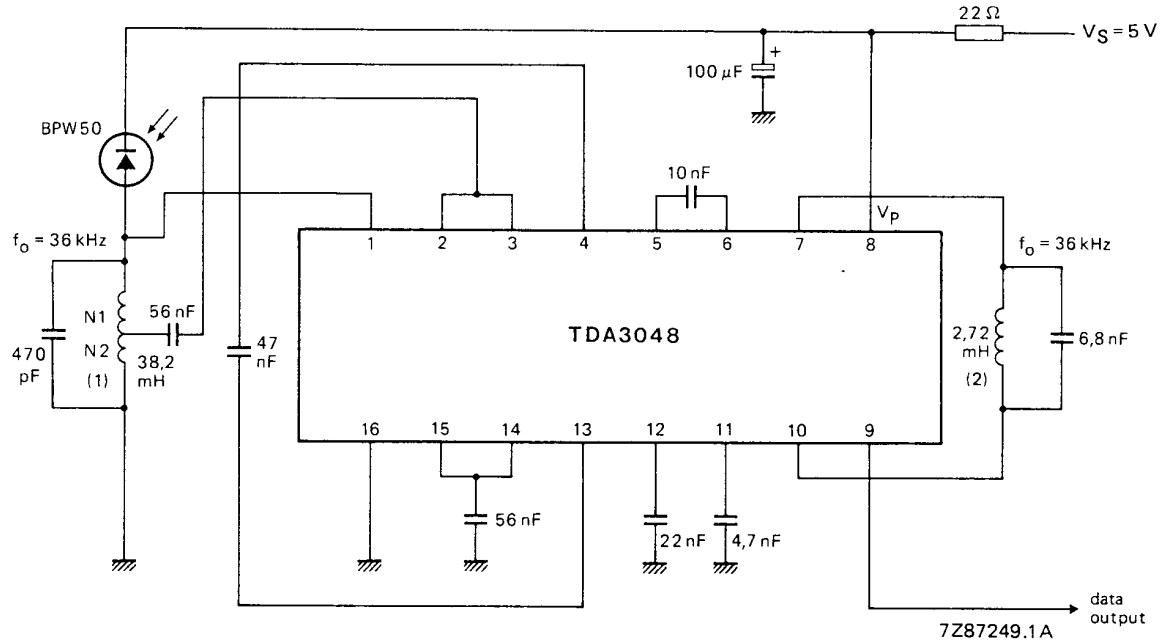 22 Ω
V_S = 5 V
+
100 µF
BPW50
10 nF
V_P
1 2 3 4 5 6 7 8
f_o = 36 kHz
f_o = 36 kHz
56 nF
N1
N2
(1)
470
pF
38,2
mH
47
nF
TDA3048
2,72
mH
(2)
6,8 nF
16 15 14 13 12 11 10 9
56 nF
22 nF
4,7 nF
data
output
7Z87249.1A